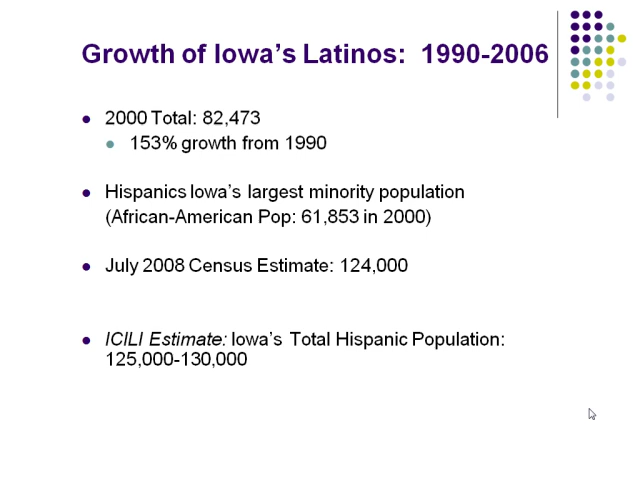 Growth of Iowa's Latinos: 1990-2006
2000 Total: 82,473
153% growth from 1990
Hispanics Iowa's largest minority population
(African-American Pop: 61,853 in 2000)
July 2008 Census Estimate: 124,000
ICILI Estimate: Iowa's Total Hispanic Population:
125,000-130,000